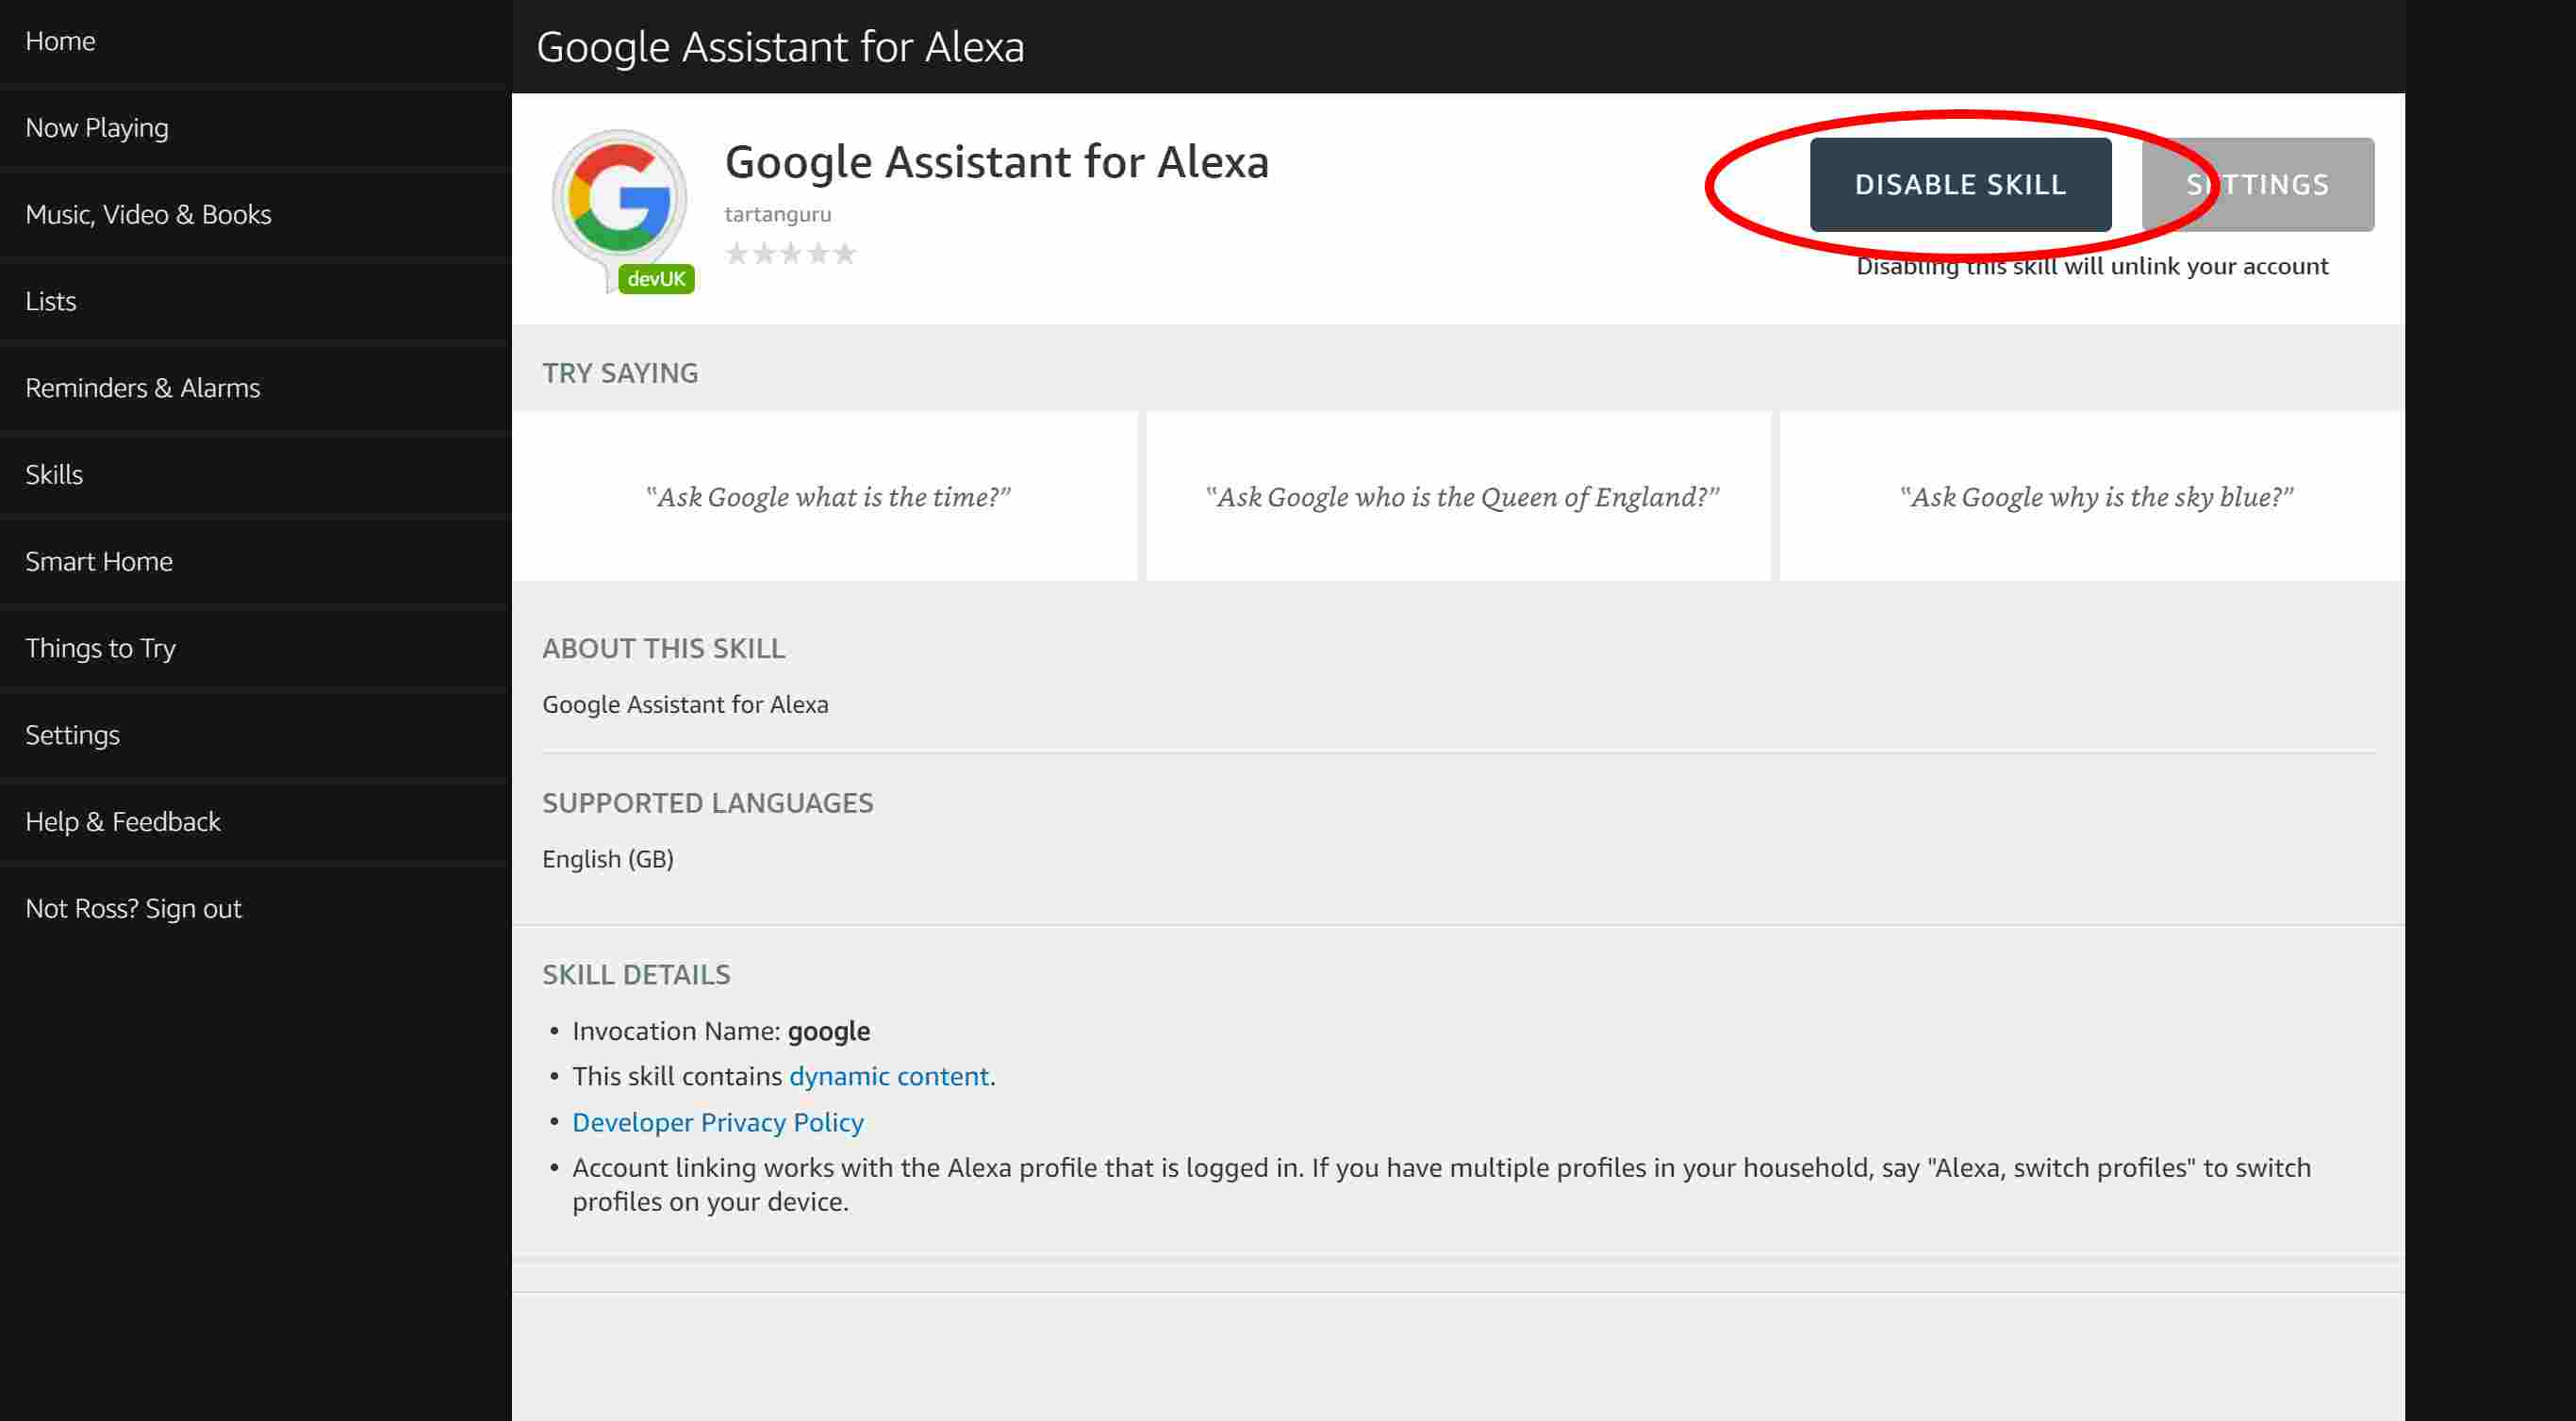 Home
Now Playing
Music, Video & Books
Lists
Reminders & Alarms
Skills
Smart Home
Things to Try
Settings
Help & Feedback
Not Ross? Sign out
Google Assistant for Alexa
Google Assistant for Alexa
tartanguru
devUK
DISABLE SKILL
SETTINGS
Disabling this skill will unlink your account
TRY SAYING
"Ask Google what is the time?"
"Ask Google who is the Queen of England?"
"Ask Google why is the sky blue?"
ABOUT THIS SKILL
Google Assistant for Alexa
SUPPORTED LANGUAGES
English (GB)
SKILL DETAILS
• Invocation Name: google
• This skill contains dynamic content.
• Developer Privacy Policy
• Account linking works with the Alexa profile that is logged in. If you have multiple profiles in your household, say "Alexa, switch profiles" to switch
profiles on your device.